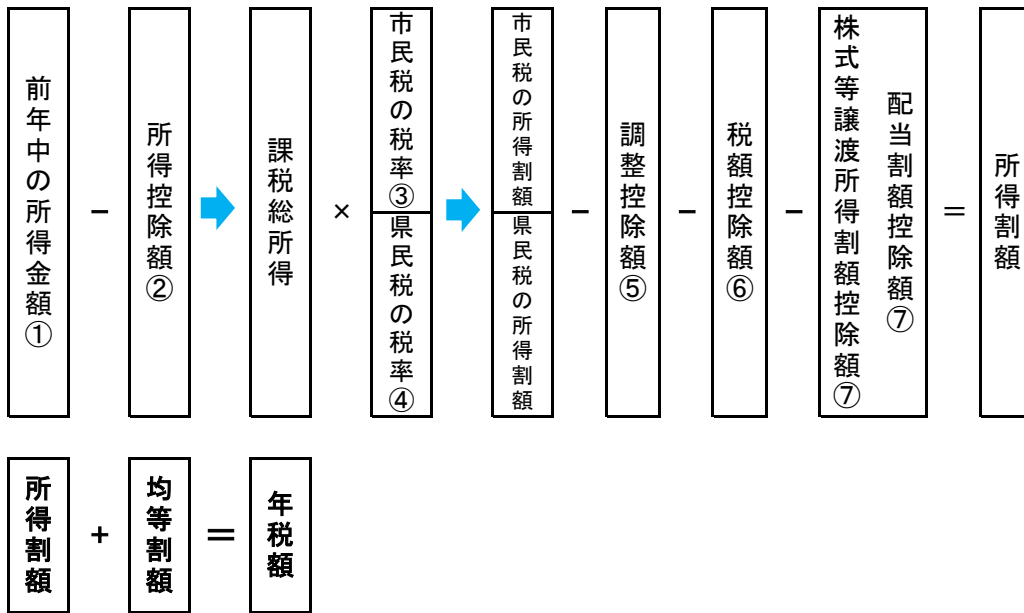 前年中の所得金額①
－
所得控除額②
課税総所得
×
市民税の税率③
県民税の税率④
市民税の所得割額
県民税の所得割額
－
調整控除額⑤
－
税額控除額⑥
－
配当割額控除額⑦
株式等譲渡所得割額控除額⑦
＝
所得割額
所得割額
＋
均等割額
＝
年税額